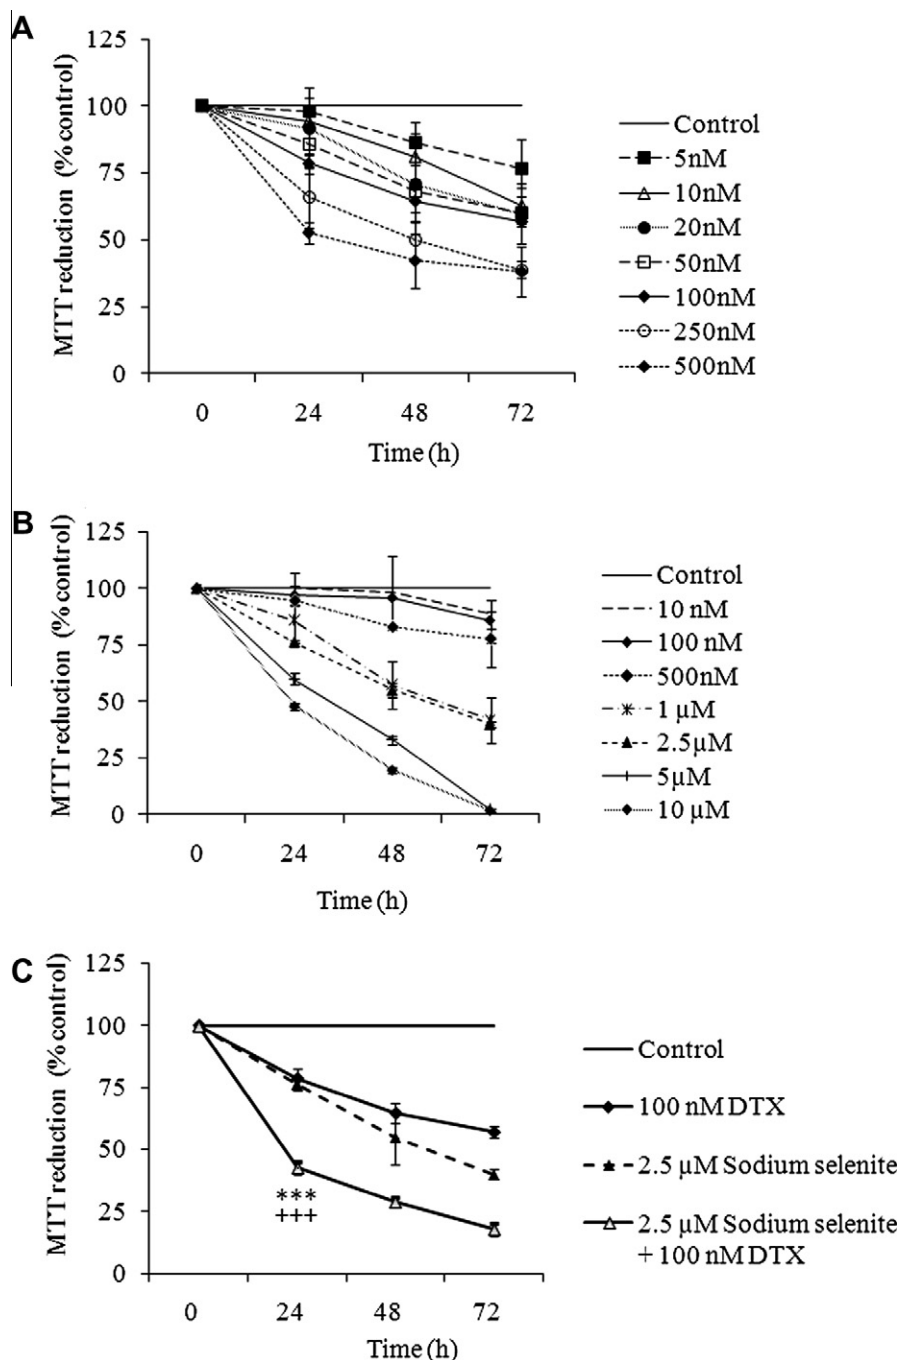 A
MTT reduction (% control)
125
100
75
50
25
0
0 24 48 72
Time (h)
Control
5nM
10nM
20nM
50nM
100nM
250nM
500nM
B
MTT reduction (% control)
125
100
75
50
25
0
0 24 48 72
Time (h)
Control
10 nM
100 nM
500nM
1 µM
2.5µM
5µM
10 µM
C
MTT reduction (% control)
125
100
75
50
25
0
***
+++
0 24 48 72
Time (h)
Control
100 nM DTX
2.5 µM Sodium selenite
2.5 µM Sodium selenite
+ 100 nM DTX